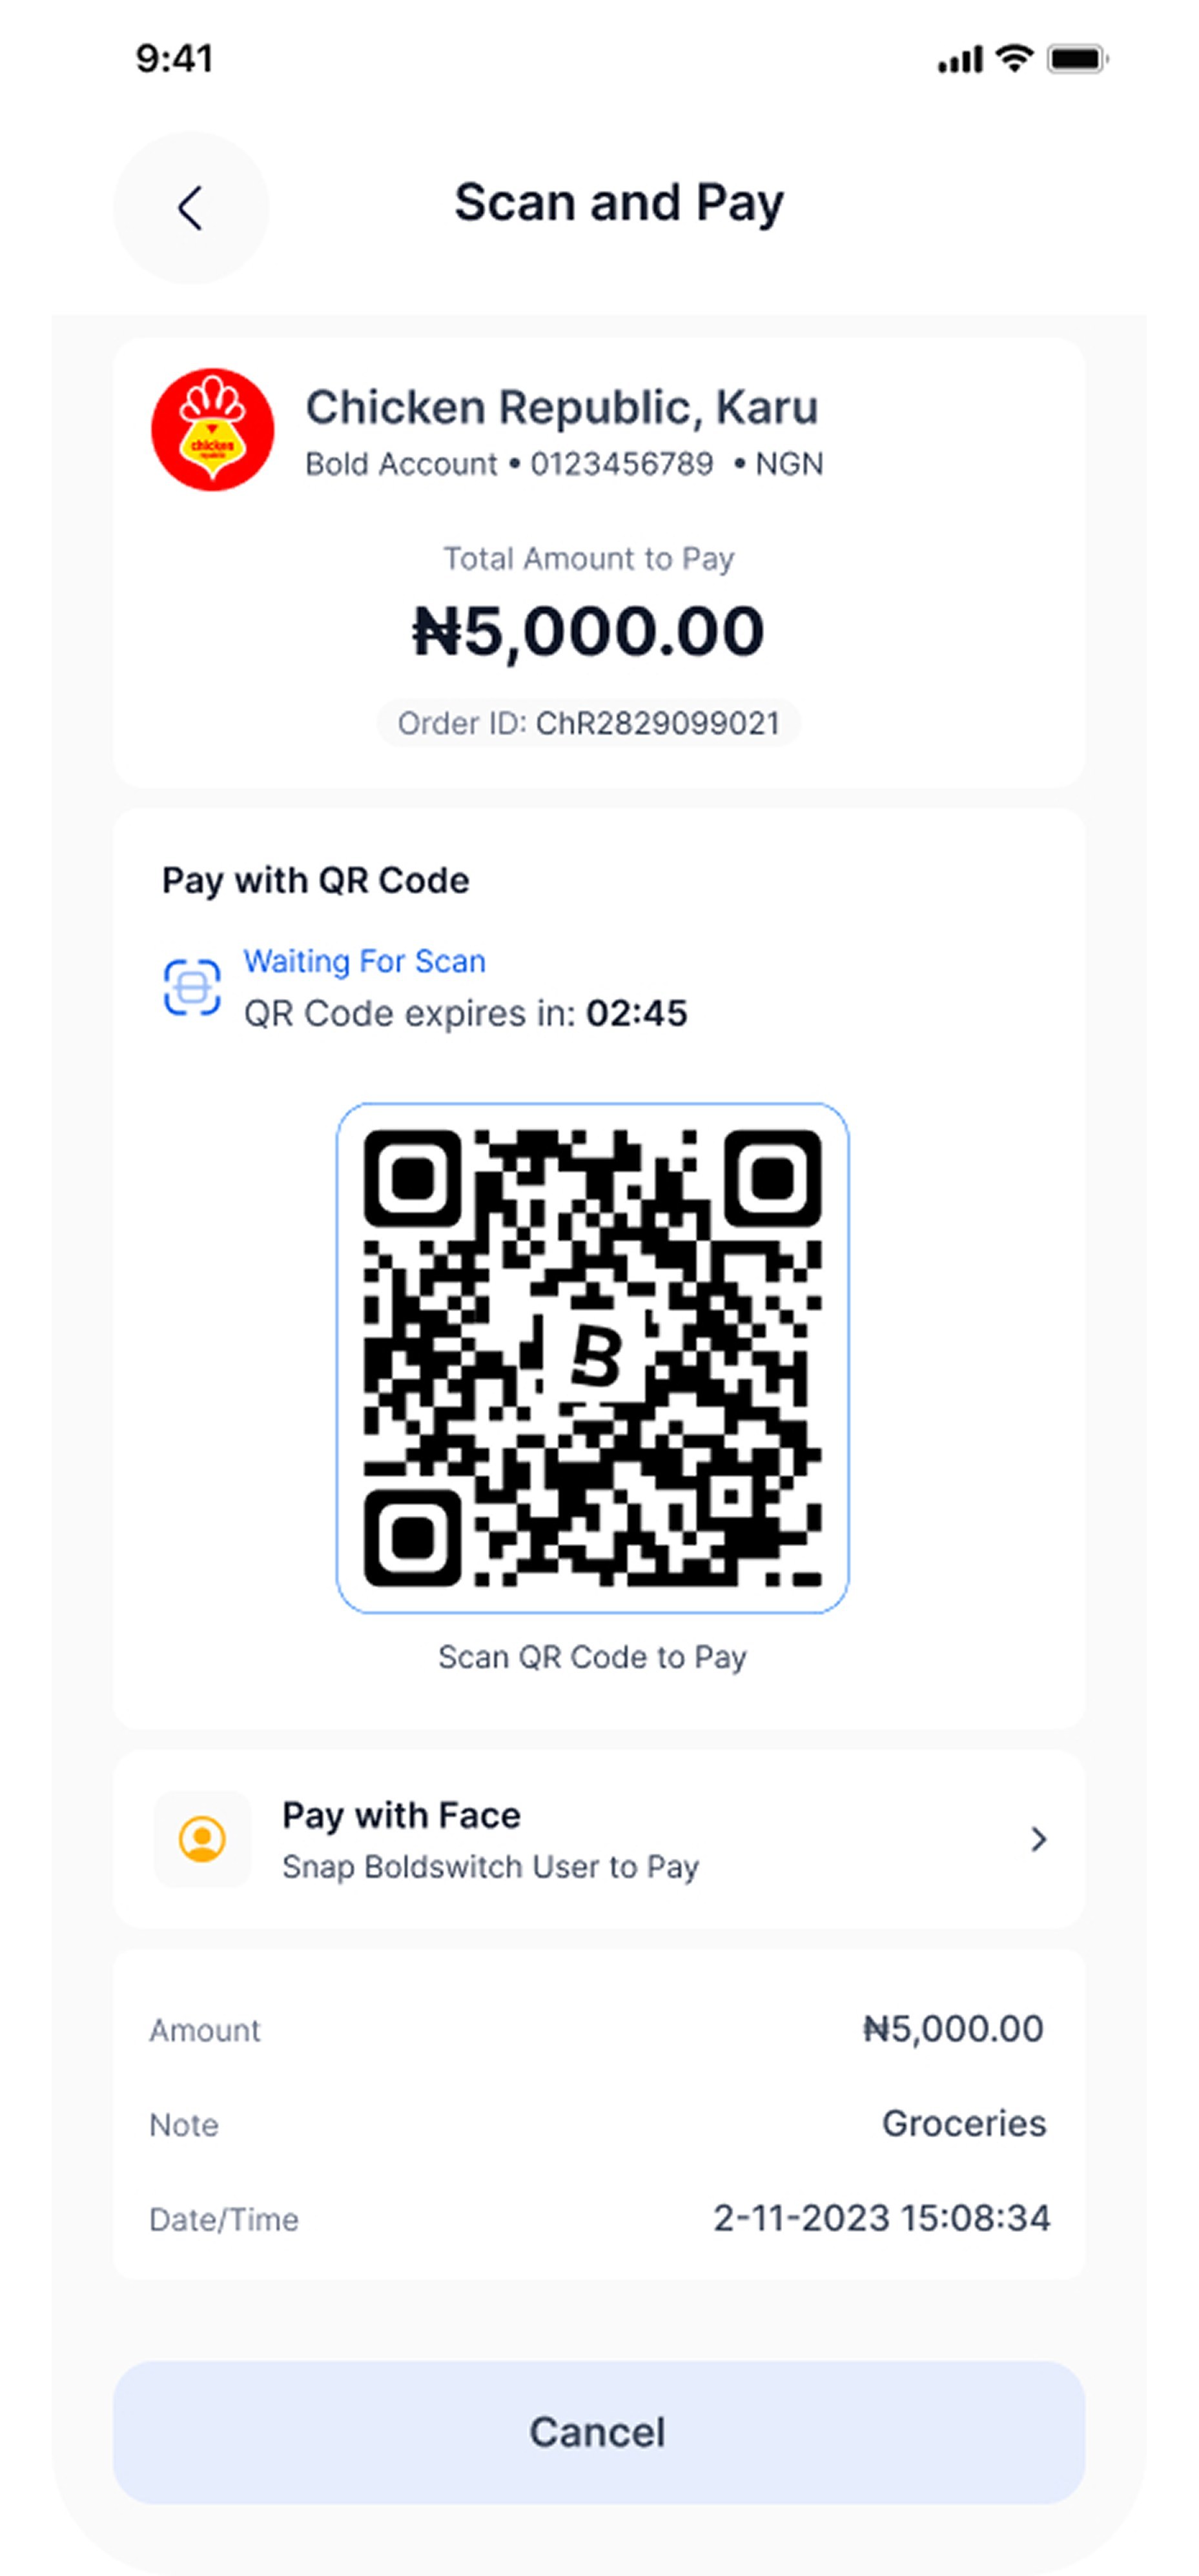 9:41
Scan and Pay
chicken
republic
Chicken Republic, Karu
Bold Account • 0123456789 • NGN
Total Amount to Pay
₦5,000.00
Order ID: ChR2829099021
Pay with QR Code
Waiting For Scan
QR Code expires in: 02:45
B
Scan QR Code to Pay
Pay with Face
Snap Boldswitch User to Pay
Amount ₦5,000.00
Note Groceries
Date/Time 2-11-2023 15:08:34
Cancel